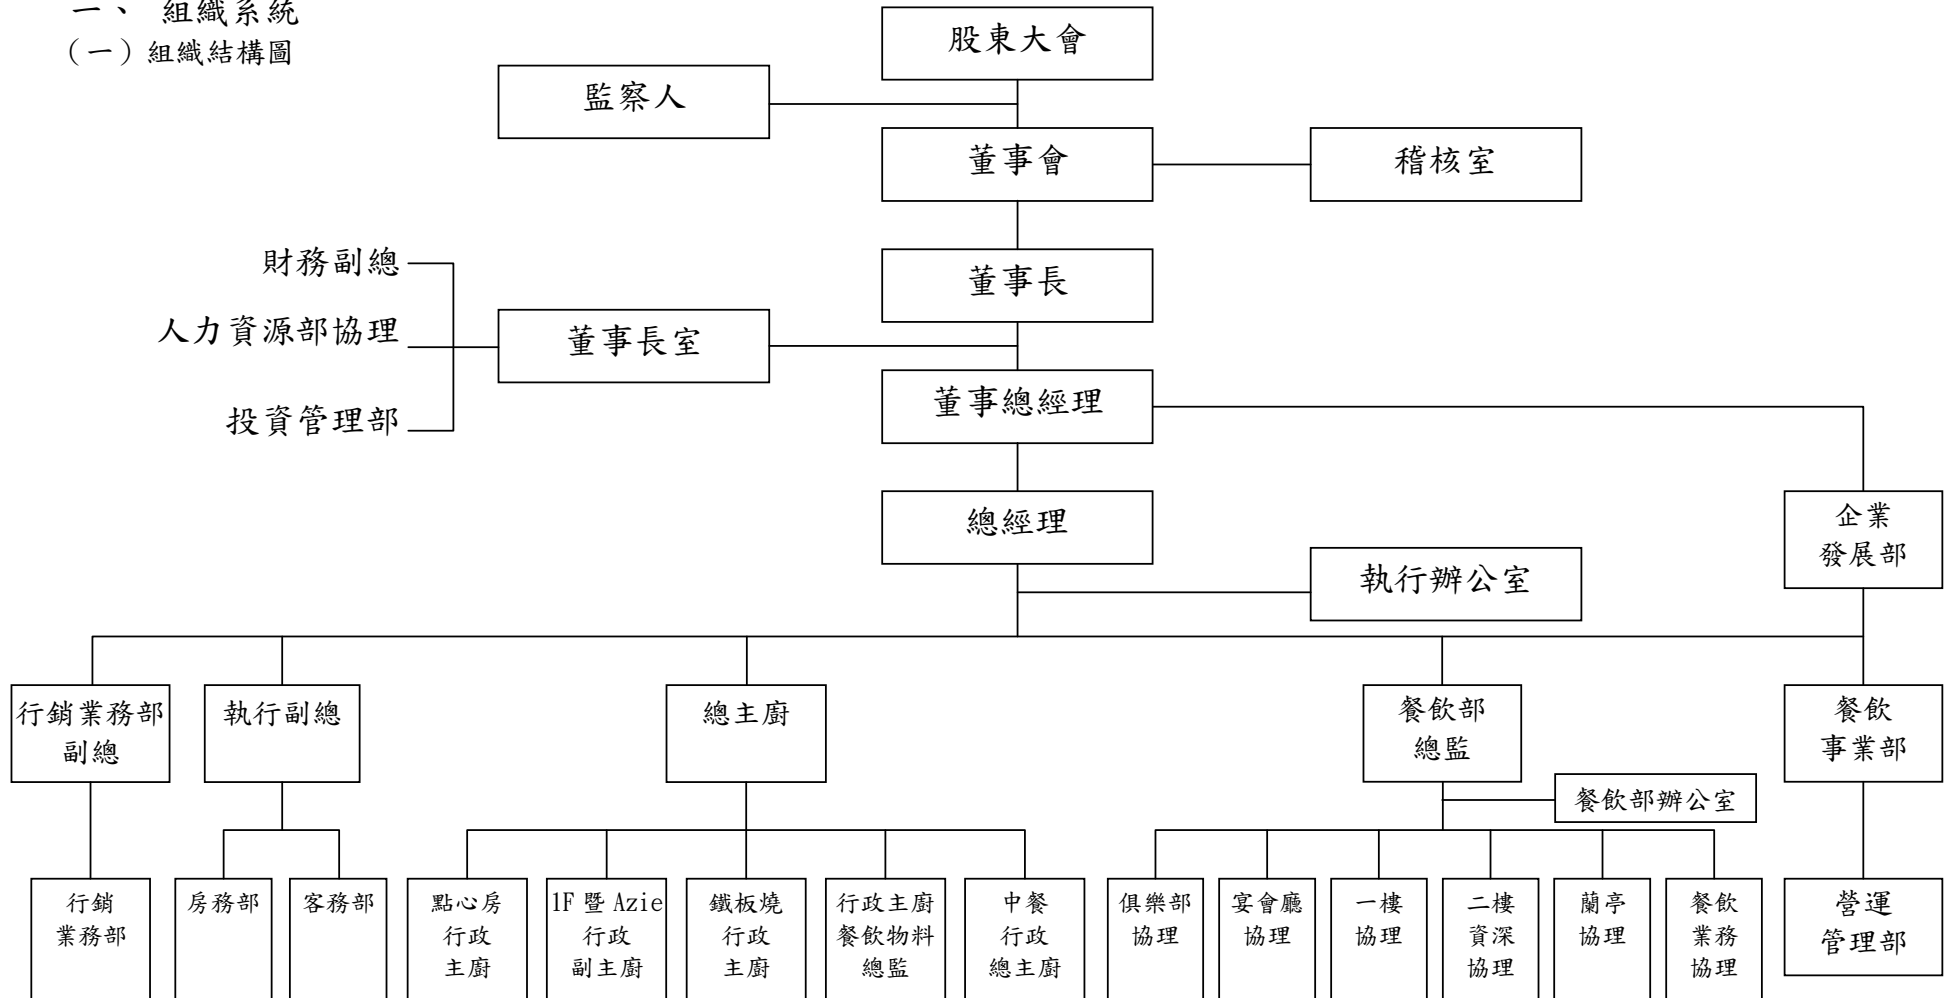 一、 組織系統
(一)組織結構圖
股東大會
監察人
董事會
稽核室
財務副總
董事長
人力資源部協理
董事長室
董事總經理
投資管理部
總經理
企業
發展部
執行辦公室
行銷業務部
副總
執行副總
總主廚
餐飲部
總監
餐飲
事業部
餐飲部辦公室
行銷
業務部
房務部
客務部
點心房
行政
主廚
1F 暨 Azie
行政
副主廚
鐵板燒
行政
主廚
行政主廚
餐飲物料
總監
中餐
行政
總主廚
俱樂部
協理
宴會廳
協理
一樓
協理
二樓
資深
協理
蘭亭
協理
餐飲
業務
協理
營運
管理部